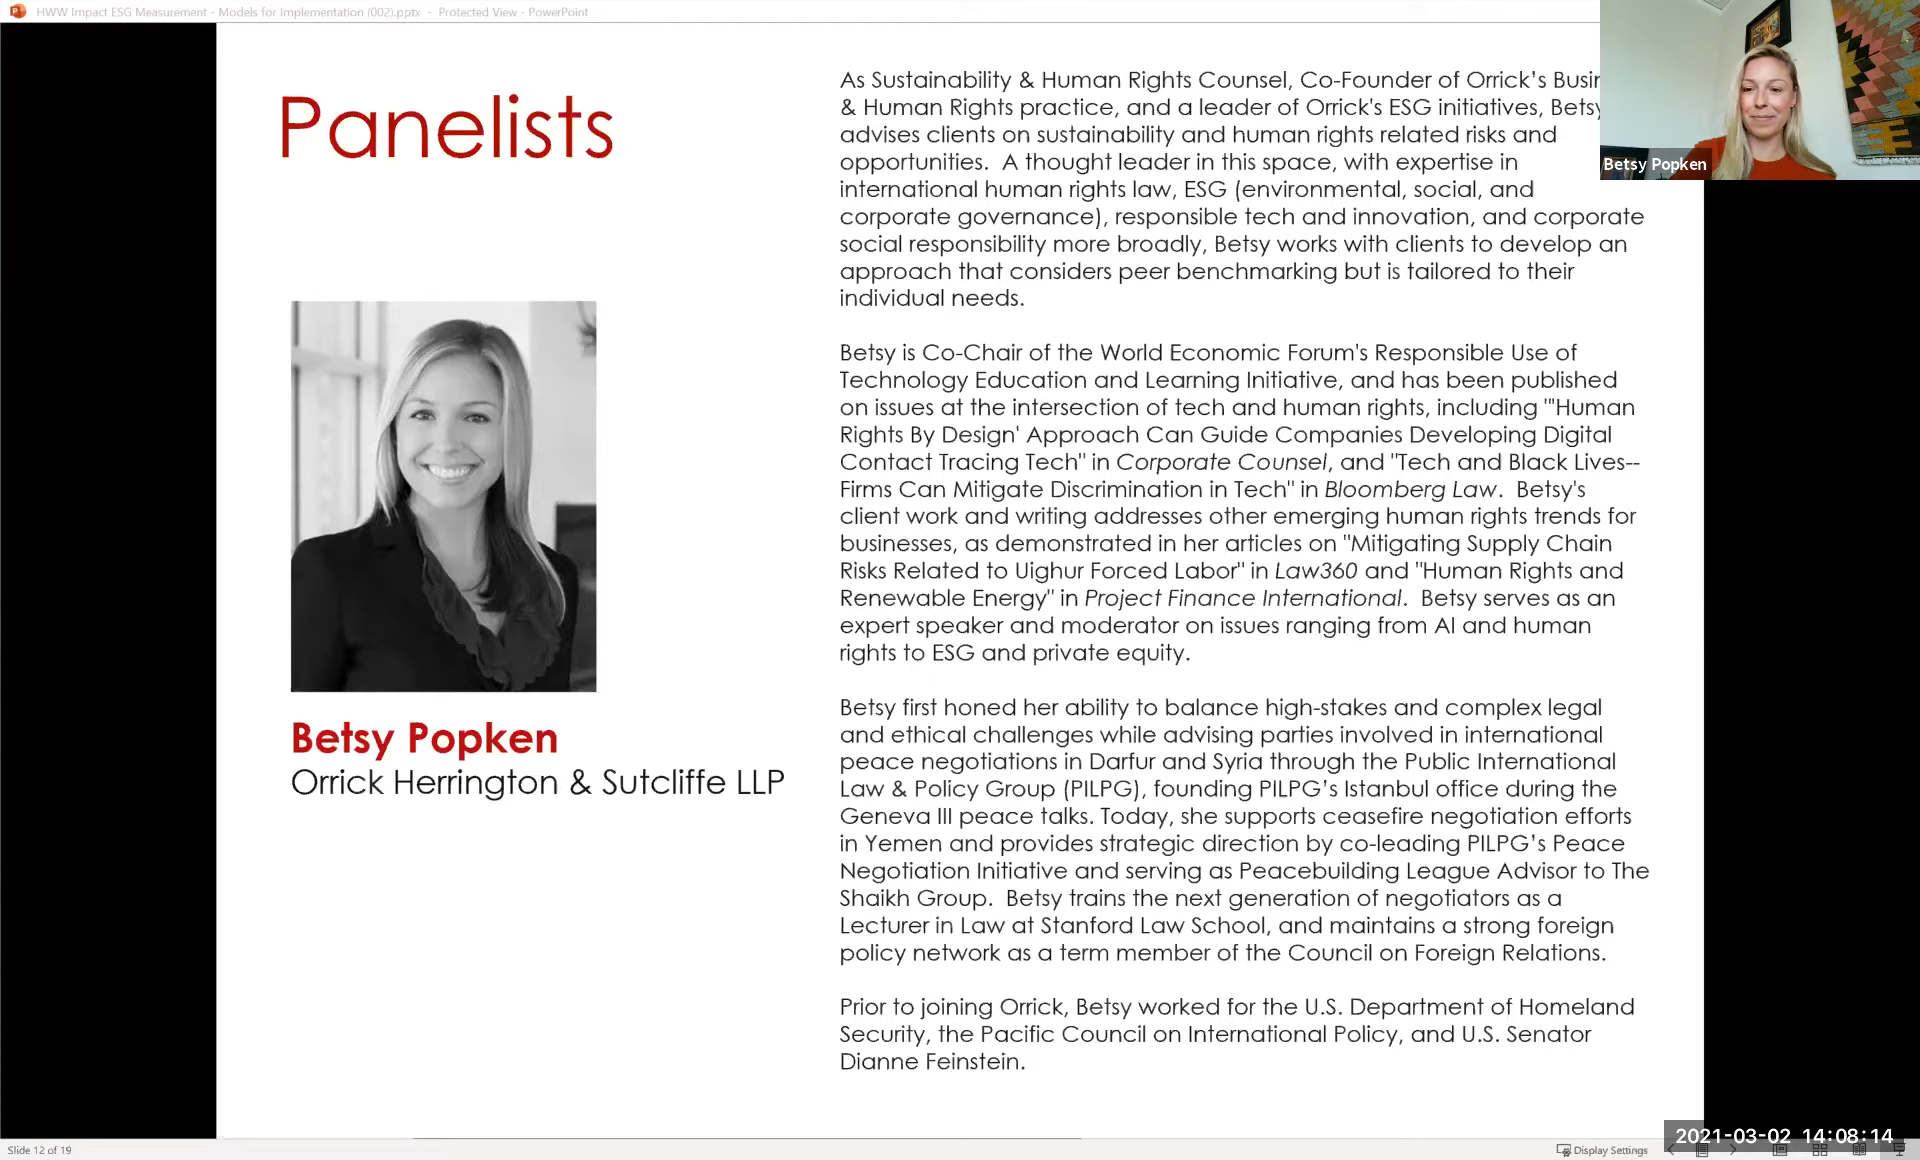 HWW Impact ESG Measurement - Models for Implementation (002).pptx - Protected View - PowerPoint
Panelists
Betsy Popken
Orrick Herrington & Sutcliffe LLP
As Sustainability & Human Rights Counsel, Co-Founder of Orrick’s Busin
& Human Rights practice, and a leader of Orrick's ESG initiatives, Betsy
advises clients on sustainability and human rights related risks and
opportunities.  A thought leader in this space, with expertise in
international human rights law, ESG (environmental, social, and
corporate governance), responsible tech and innovation, and corporate
social responsibility more broadly, Betsy works with clients to develop an
approach that considers peer benchmarking but is tailored to their
individual needs.
Betsy is Co-Chair of the World Economic Forum's Responsible Use of
Technology Education and Learning Initiative, and has been published
on issues at the intersection of tech and human rights, including "'Human
Rights By Design' Approach Can Guide Companies Developing Digital
Contact Tracing Tech" in Corporate Counsel, and "Tech and Black Lives--
Firms Can Mitigate Discrimination in Tech" in Bloomberg Law.  Betsy's
client work and writing addresses other emerging human rights trends for
businesses, as demonstrated in her articles on "Mitigating Supply Chain
Risks Related to Uighur Forced Labor" in Law360 and "Human Rights and
Renewable Energy" in Project Finance International.  Betsy serves as an
expert speaker and moderator on issues ranging from AI and human
rights to ESG and private equity.
Betsy first honed her ability to balance high-stakes and complex legal
and ethical challenges while advising parties involved in international
peace negotiations in Darfur and Syria through the Public International
Law & Policy Group (PILPG), founding PILPG’s Istanbul office during the
Geneva III peace talks. Today, she supports ceasefire negotiation efforts
in Yemen and provides strategic direction by co-leading PILPG’s Peace
Negotiation Initiative and serving as Peacebuilding League Advisor to The
Shaikh Group.  Betsy trains the next generation of negotiators as a
Lecturer in Law at Stanford Law School, and maintains a strong foreign
policy network as a term member of the Council on Foreign Relations.
Prior to joining Orrick, Betsy worked for the U.S. Department of Homeland
Security, the Pacific Council on International Policy, and U.S. Senator
Dianne Feinstein.
Betsy Popken
Slide 12 of 19
Display Settings
2021-03-02 14:08:14